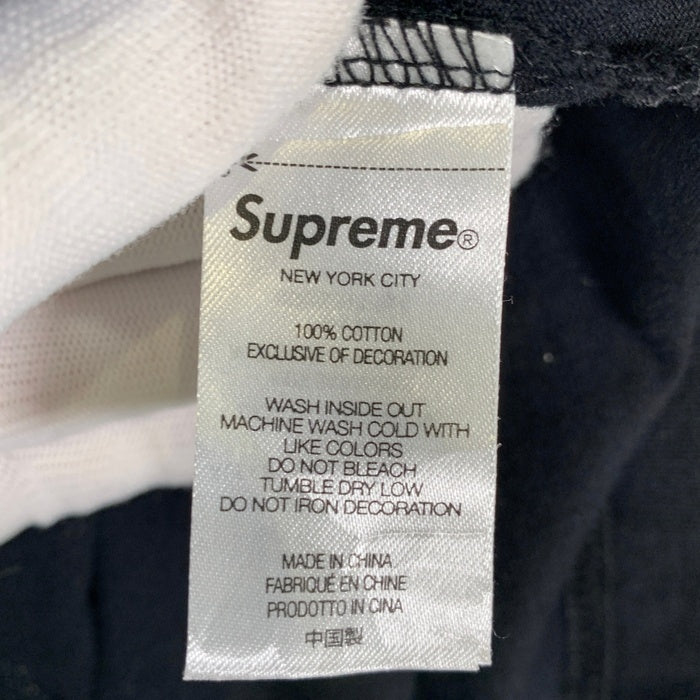 Supreme®
NEW YORK CITY
100% COTTON
EXCLUSIVE OF DECORATION
WASH INSIDE OUT
MACHINE WASH COLD WITH
LIKE COLORS
DO NOT BLEACH
TUMBLE DRY LOW
DO NOT IRON DECORATION
MADE IN CHINA
FABRIQUÉ EN CHINE
PRODOTTO IN CINA
中国製